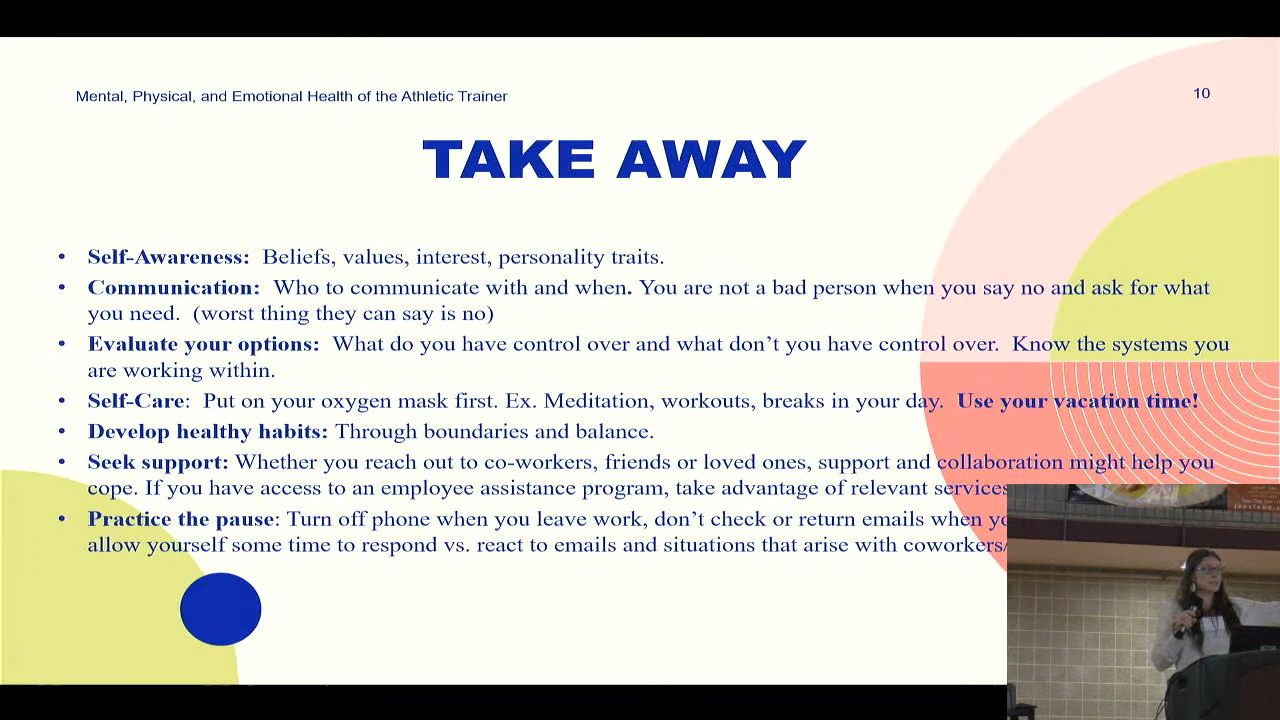 Mental, Physical, and Emotional Health of the Athletic Trainer
10
TAKE AWAY
• Self-Awareness: Beliefs, values, interest, personality traits.
• Communication: Who to communicate with and when. You are not a bad person when you say no and ask for what
you need. (worst thing they can say is no)
• Evaluate your options: What do you have control over and what don’t you have control over. Know the systems you
are working within.
• Self-Care: Put on your oxygen mask first. Ex. Meditation, workouts, breaks in your day. Use your vacation time!
• Develop healthy habits: Through boundaries and balance.
• Seek support: Whether you reach out to co-workers, friends or loved ones, support and collaboration might help you
cope. If you have access to an employee assistance program, take advantage of relevant services
• Practice the pause: Turn off phone when you leave work, don’t check or return emails when
allow yourself some time to respond vs. react to emails and situations that arise with coworkers/